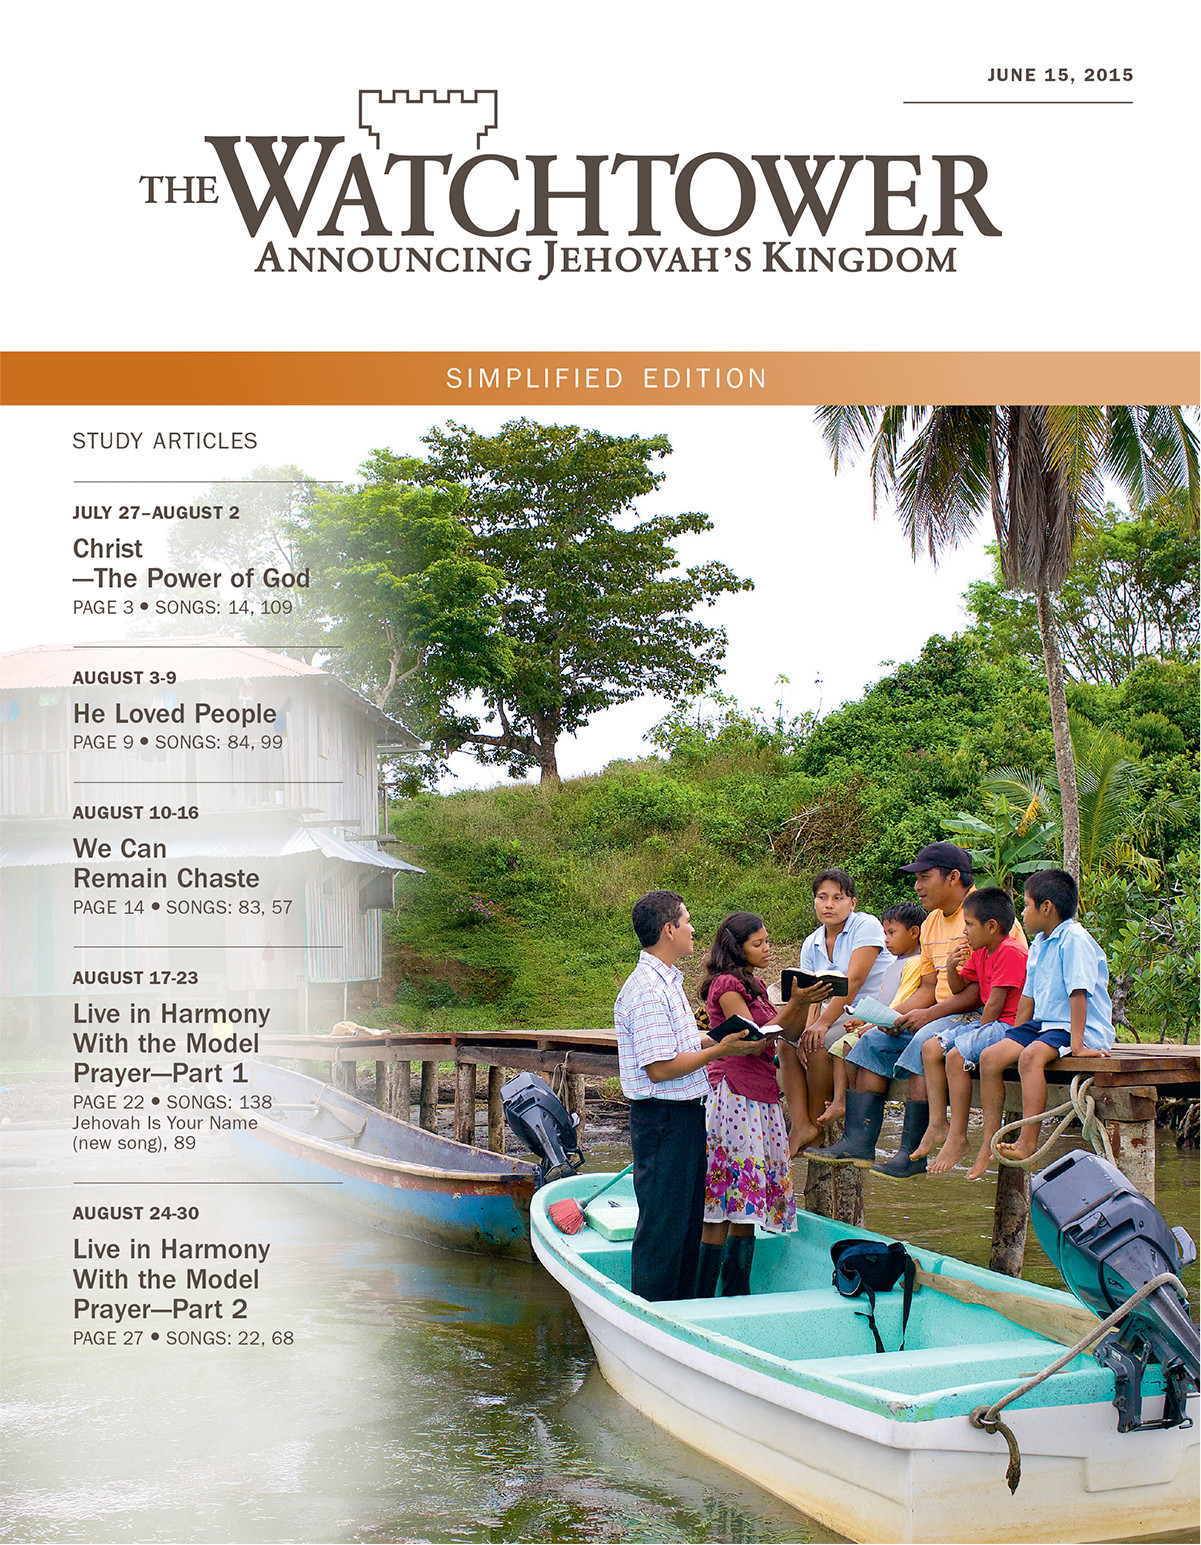 JUNE 15, 2015
THE WATCHTOWER
ANNOUNCING JEHOVAH'S KINGDOM
SIMPLIFIED EDITION
STUDY ARTICLES
JULY 27–AUGUST 2
Christ
—The Power of God
PAGE 3 • SONGS: 14, 109
AUGUST 3-9
He Loved People
PAGE 9 • SONGS: 84, 99
AUGUST 10-16
We Can
Remain Chaste
PAGE 14 • SONGS: 83, 57
AUGUST 17-23
Live in Harmony
With the Model
Prayer—Part 1
PAGE 22 • SONGS: 138
Jehovah Is Your Name
(new song), 89
AUGUST 24-30
Live in Harmony
With the Model
Prayer—Part 2
PAGE 27 • SONGS: 22, 68